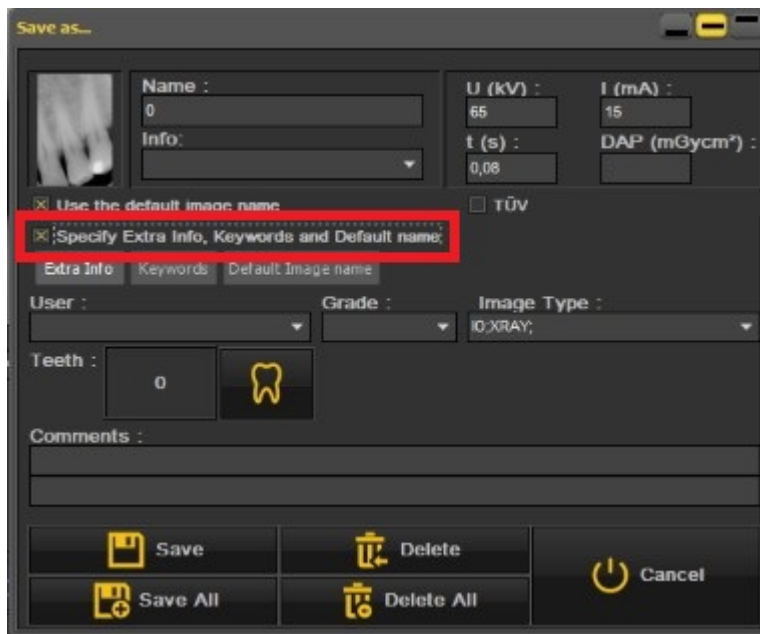 Save as...
Name :
0
Info:
U (kV) :
65
I (mA) :
15
t (s) :
0,08
DAP (mGycm²) :
Use the default image name
TÜV
Specify Extra Info, Keywords and Default name;
Extra Info Keywords Default Image name
User :
Grade :
Image Type :
IO;XRAY;
Teeth :
0
Comments :
Save
Delete
Cancel
Save All
Delete All